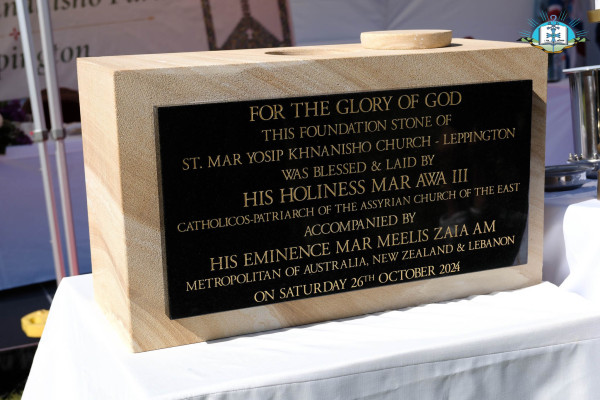 nanisho
ppington
FOR THE GLORY OF GOD
THIS FOUNDATION STONE OF
ST. MAR YOSIP KHNANISHO CHURCH - LEPPINGTON
WAS BLESSED & LAID BY
HIS HOLINESS MAR AWA III
CATHOLICOS-PATRIARCH OF THE ASSYRIAN CHURCH OF THE EAST
ACCOMPANIED BY
HIS EMINENCE MAR MEELIS ZAIA AM
METROPOLITAN OF AUSTRALIA, NEW ZEALAND & LEBANON
ON SATURDAY 26TH OCTOBER 2024